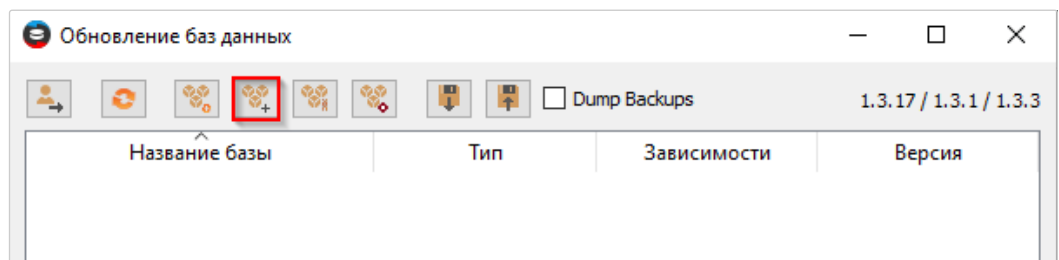 Обновление баз данных
Dump Backups 1.3.17 / 1.3.1 / 1.3.3
Название базы Тип Зависимости Версия